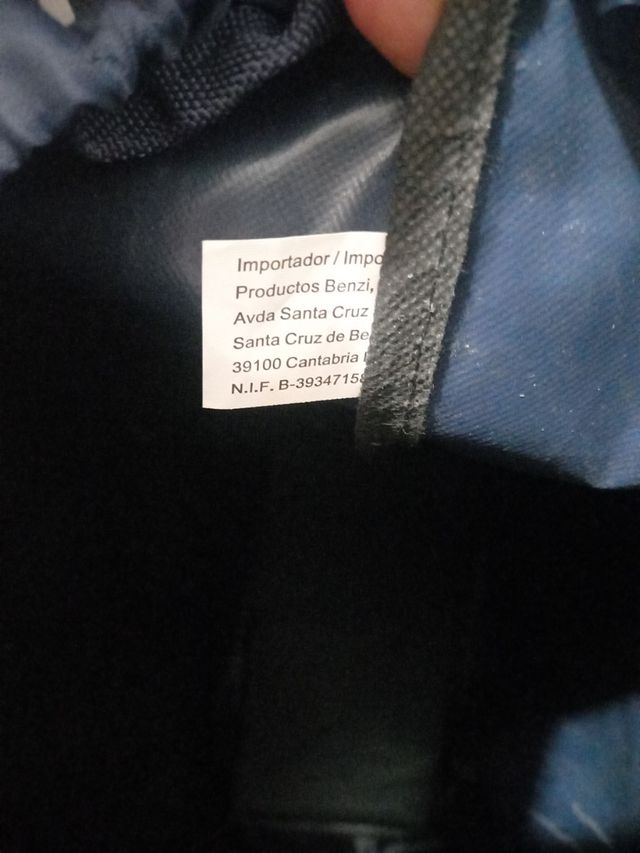 Importador / Impo
Productos Benzi,
Avda Santa Cruz
Santa Cruz de Be
39100 Cantabria
N.I.F. B-3934715